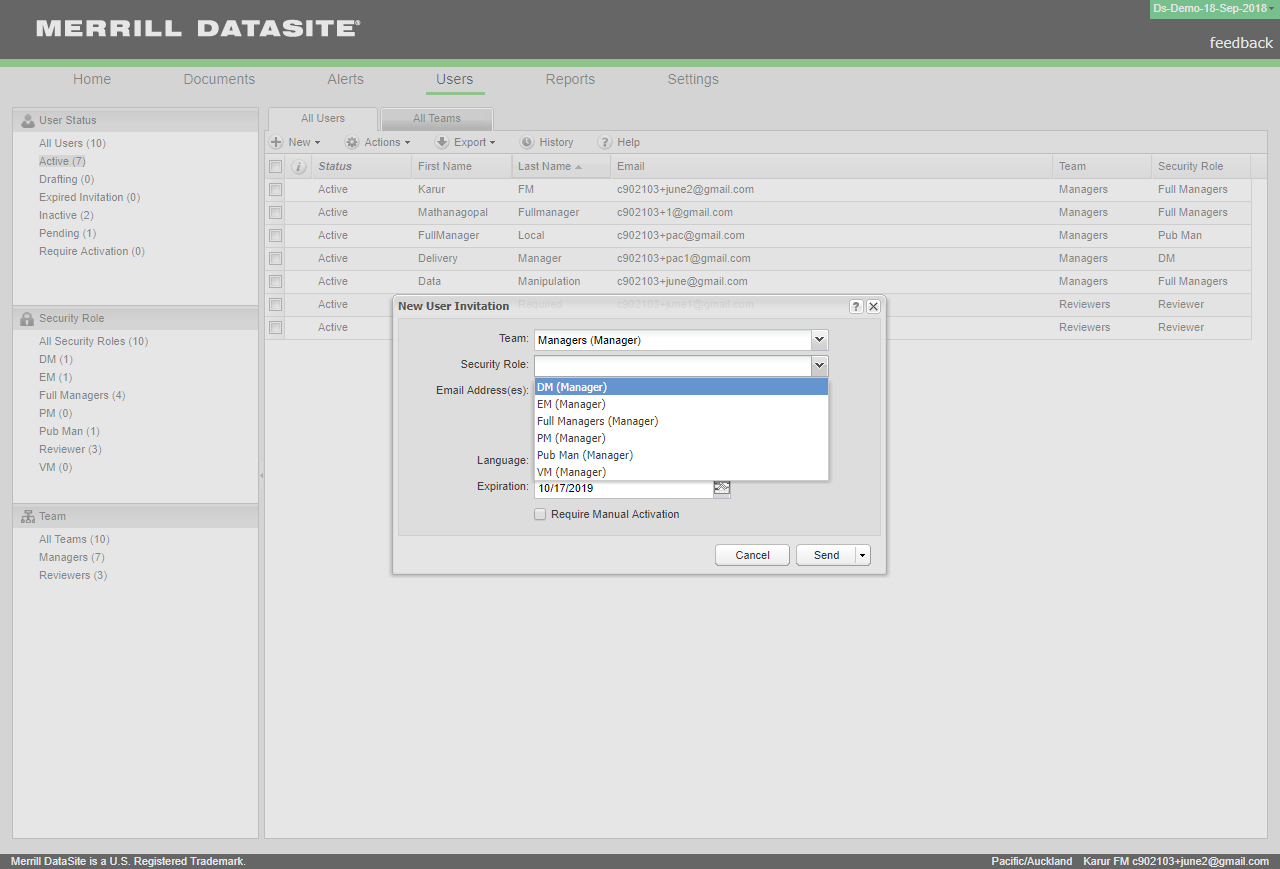 MERRILL DATASITE®
Ds-Demo-18-Sep-2018
feedback
Home Documents Alerts Users Reports Settings
User Status
All Users (10)
Active (7)
Drafting (0)
Expired Invitation (0)
Inactive (2)
Pending (1)
Require Activation (0)
Security Role
All Security Roles (10)
DM (1)
EM (1)
Full Managers (4)
PM (0)
Pub Man (1)
Reviewer (3)
VM (0)
Team
All Teams (10)
Managers (7)
Reviewers (3)
All Users All Teams
New Actions Export History ? Help
i Status First Name Last Name Email Team Security Role
Active Karur FM c902103+june2@gmail.com Managers Full Managers
Active Mathanagopal Fullmanager c902103+1@gmail.com Managers Full Managers
Active FullManager Local c902103+pac@gmail.com Managers Pub Man
Active Delivery Manager c902103+pac1@gmail.com Managers DM
Active Data Manipulation c902103+june@gmail.com Managers Full Managers
Active Required Reviewers Reviewer
Active Reviewers Reviewer
New User Invitation ?
Team: Managers (Manager)
Security Role:
Email Address(es):
DM (Manager)
EM (Manager)
Full Managers (Manager)
PM (Manager)
Pub Man (Manager)
VM (Manager)
Language:
Expiration: 10/17/2019
Require Manual Activation
Cancel Send
Merrill DataSite is a U.S. Registered Trademark.
Pacific/Auckland Karur FM c902103+june2@gmail.com